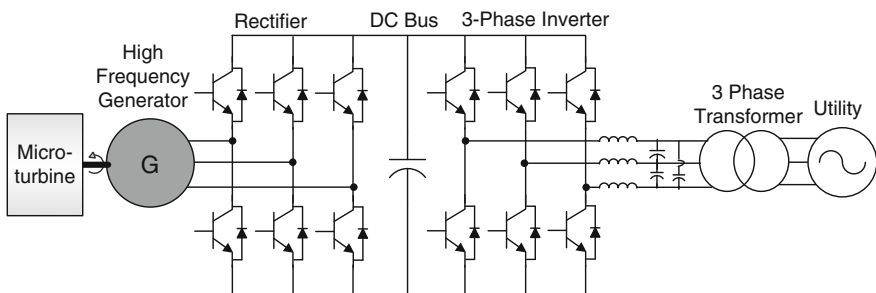 Rectifier
DC Bus
3-Phase Inverter
High
Frequency
Generator
3 Phase
Transformer
Utility
Micro-
turbine
G